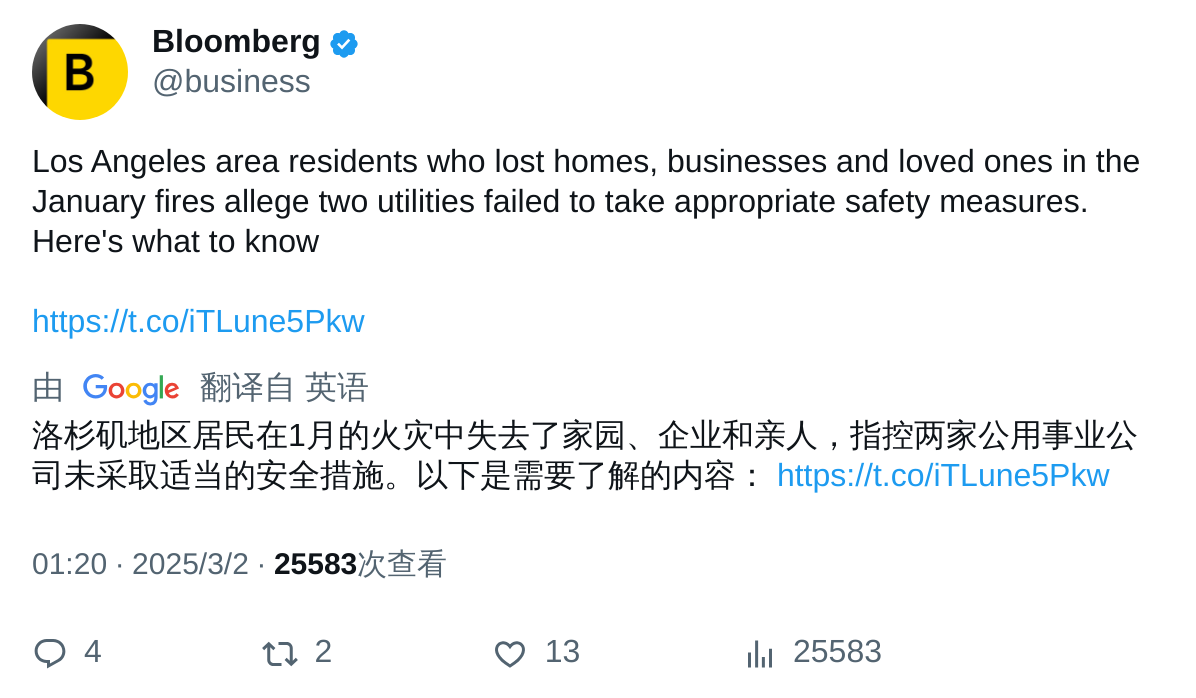 B
Bloomberg
@business
Los Angeles area residents who lost homes, businesses and loved ones in the
January fires allege two utilities failed to take appropriate safety measures.
Here's what to know
https://t.co/iTLune5Pkw
由 Google 翻译自 英语
洛杉矶地区居民在1月的火灾中失去了家园、企业和亲人，指控两家公用事业公
司未采取适当的安全措施。以下是需要了解的内容： https://t.co/iTLune5Pkw
01:20 · 2025/3/2 · 25583次查看
4 2 13 25583